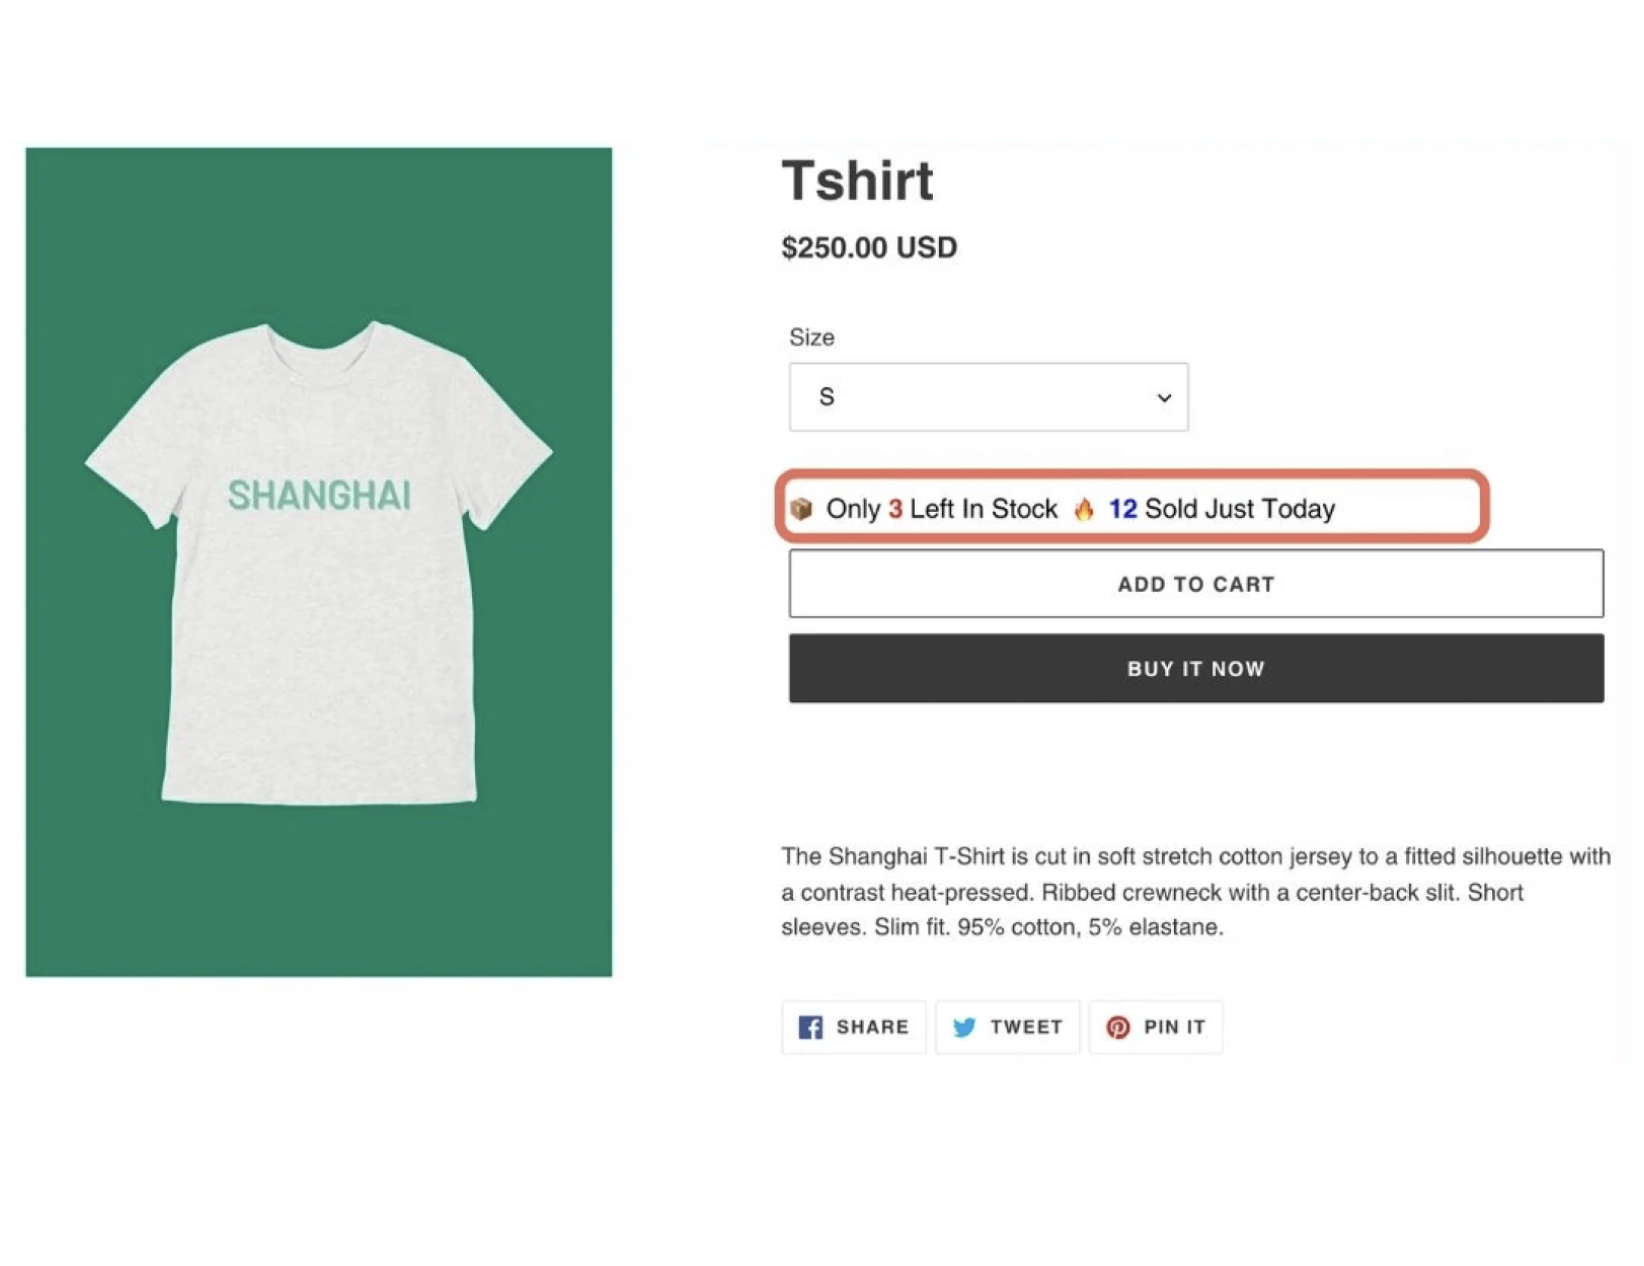 SHANGHAI
Tshirt
$250.00 USD
Size
S
📦 Only 3 Left In Stock 🔥 12 Sold Just Today
ADD TO CART
BUY IT NOW
The Shanghai T-Shirt is cut in soft stretch cotton jersey to a fitted silhouette with
a contrast heat-pressed. Ribbed crewneck with a center-back slit. Short
sleeves. Slim fit. 95% cotton, 5% elastane.
SHARE TWEET PIN IT